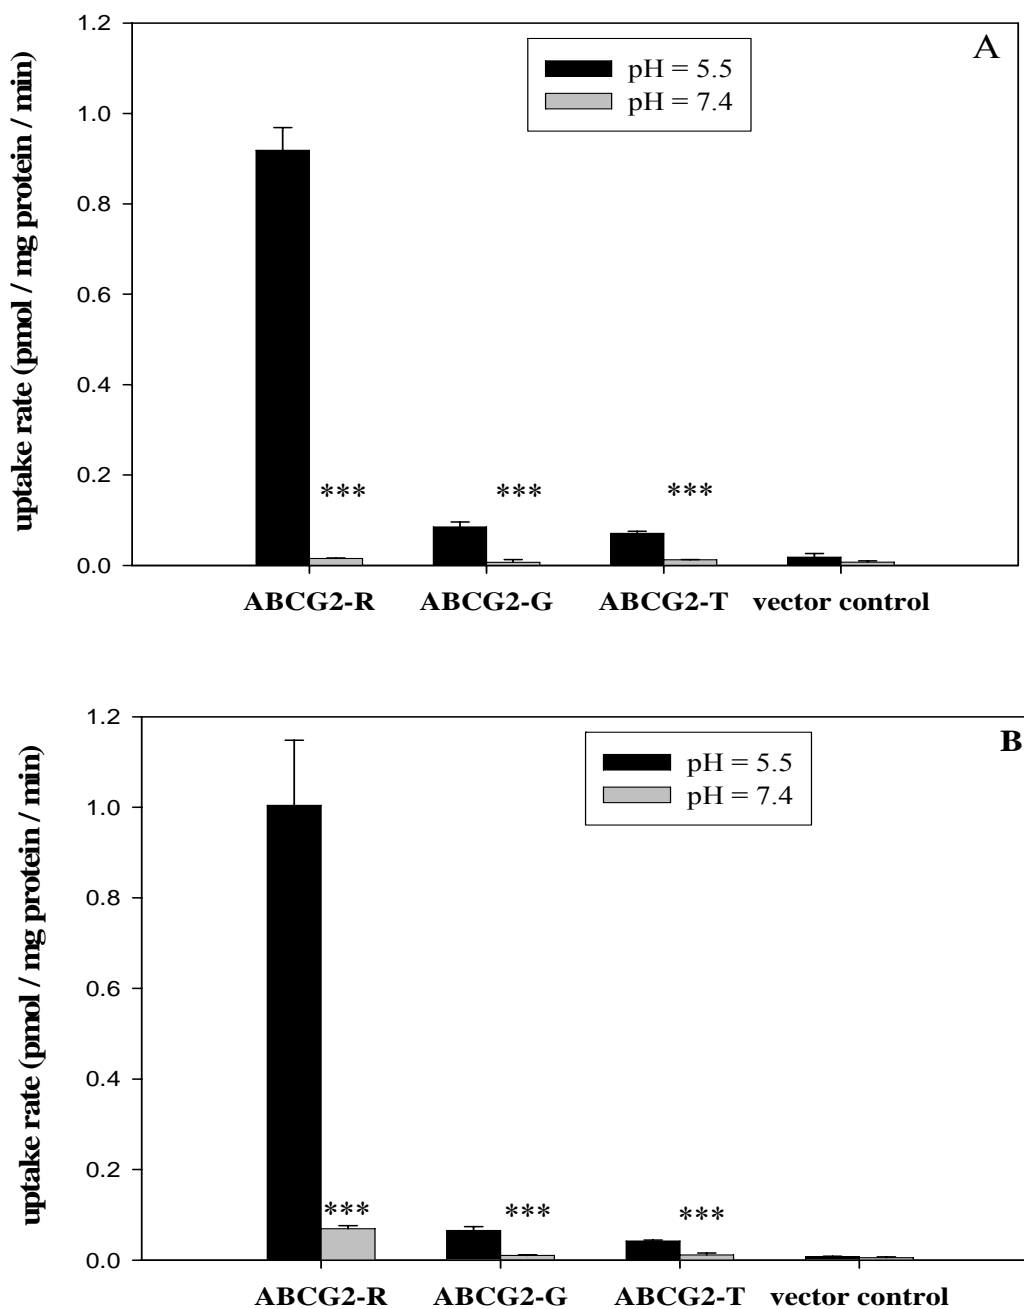 A
1.2
pH = 5.5
pH = 7.4
1.0
0.8
0.6
0.4
0.2
0.0
uptake rate (pmol / mg protein / min)
*** *** ***
ABCG2-R ABCG2-G ABCG2-T vector control
B
1.2
pH = 5.5
pH = 7.4
1.0
0.8
0.6
0.4
0.2
0.0
uptake rate (pmol / mg protein / min)
*** *** ***
ABCG2-R ABCG2-G ABCG2-T vector control